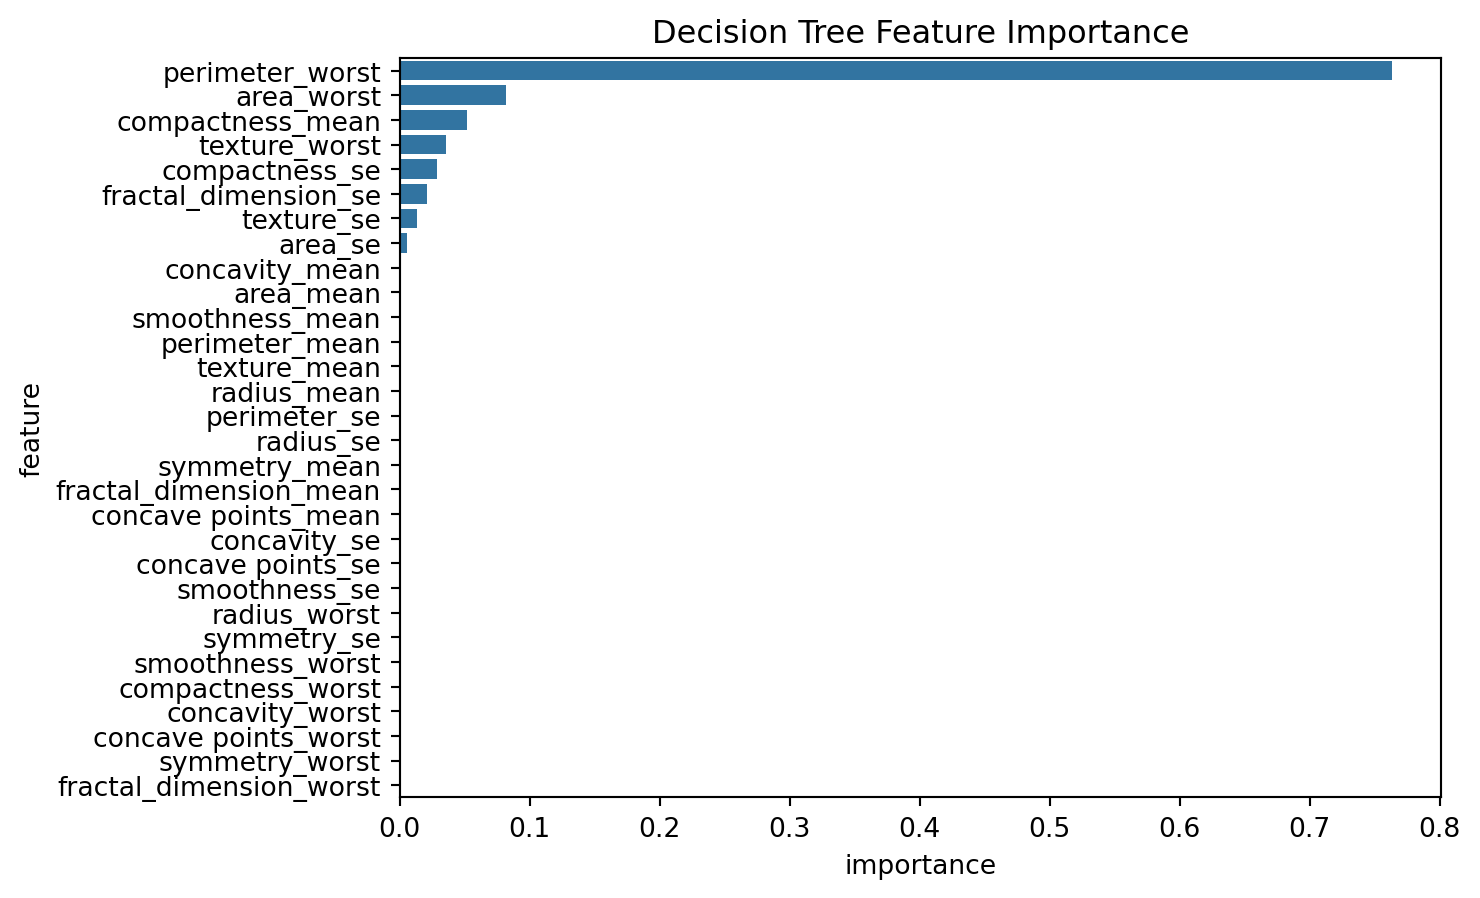 Decision Tree Feature Importance
perimeter_worst
area_worst
compactness_mean
texture_worst
compactness_se
fractal_dimension_se
texture_se
area_se
concavity_mean
area_mean
smoothness_mean
perimeter_mean
texture_mean
radius_mean
perimeter_se
radius_se
symmetry_mean
fractal_dimension_mean
concave points_mean
concavity_se
concave points_se
smoothness_se
radius_worst
symmetry_se
smoothness_worst
compactness_worst
concavity_worst
concave points_worst
symmetry_worst
fractal_dimension_worst
feature
0.0 0.1 0.2 0.3 0.4 0.5 0.6 0.7 0.8
importance